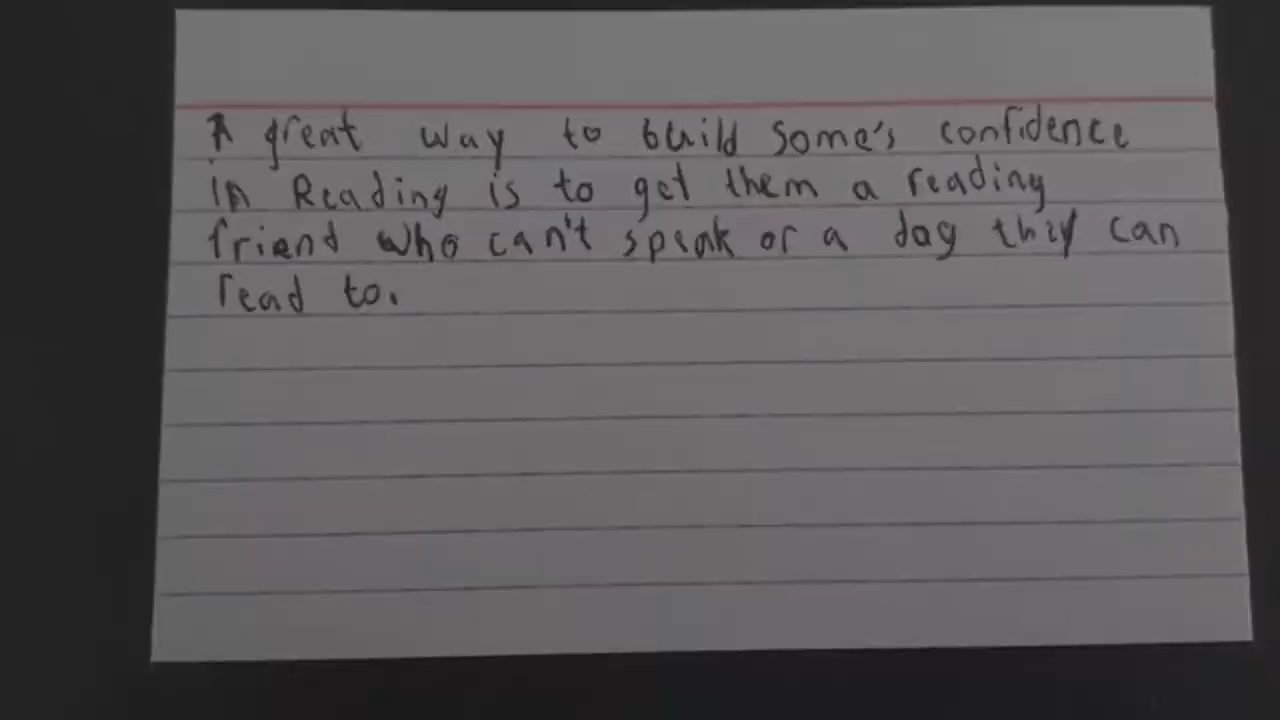 A great way to build some's confidence
in Reading is to get them a reading
friend who can't speak or a dog they can
read to.